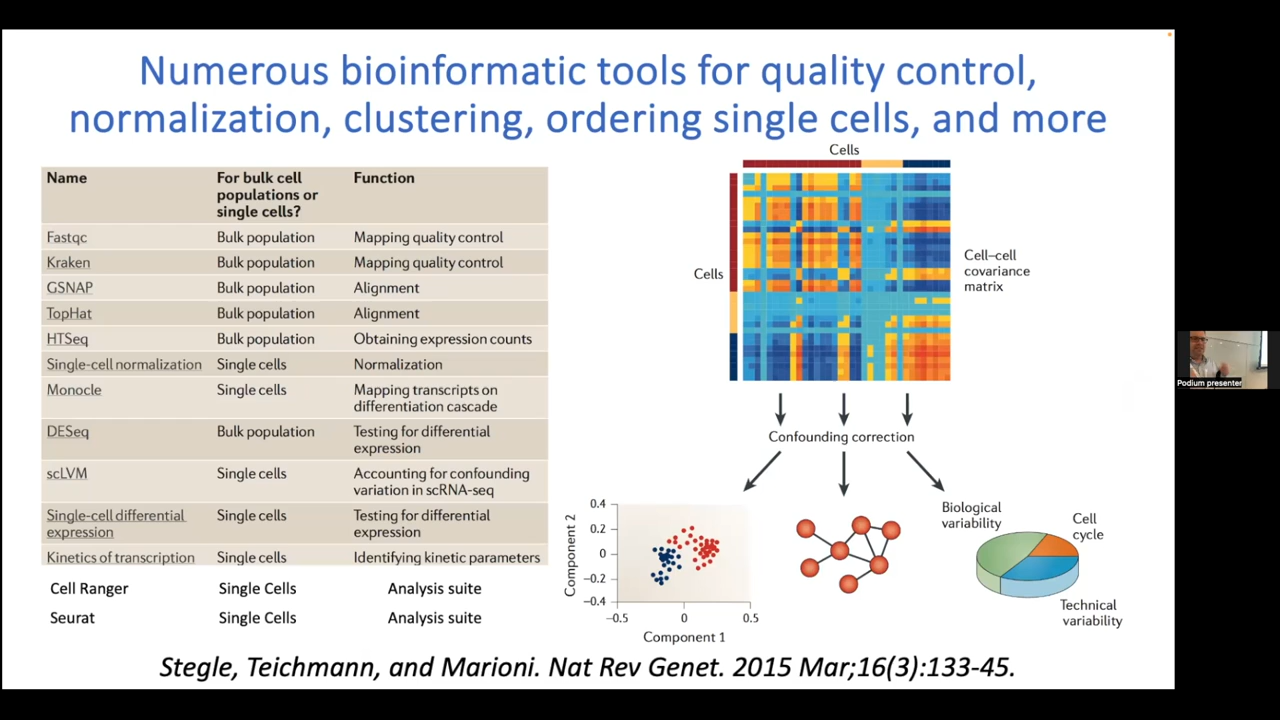 Numerous bioinformatic tools for quality control,
normalization, clustering, ordering single cells, and more
Name
For bulk cell
populations or
single cells?
Function
Fastqc
Bulk population
Mapping quality control
Kraken
Bulk population
Mapping quality control
GSNAP
Bulk population
Alignment
TopHat
Bulk population
Alignment
HTSeq
Bulk population
Obtaining expression counts
Single-cell normalization
Single cells
Normalization
Monocle
Single cells
Mapping transcripts on
differentiation cascade
DESeq
Bulk population
Testing for differential
expression
scLVM
Single cells
Accounting for confounding
variation in scRNA-seq
Single-cell differential
expression
Single cells
Testing for differential
expression
Kinetics of transcription
Single cells
Identifying kinetic parameters
Cell Ranger
Single Cells
Analysis suite
Seurat
Single Cells
Analysis suite
Cells
Cells
Cell–cell
covariance
matrix
Confounding correction
Component 2
0.4
0.2
0
−0.2
−0.4
−0.5
0
0.5
Component 1
Biological
variability
Cell
cycle
Technical
variability
Stegle, Teichmann, and Marioni. Nat Rev Genet. 2015 Mar;16(3):133-45.
Podium presenter